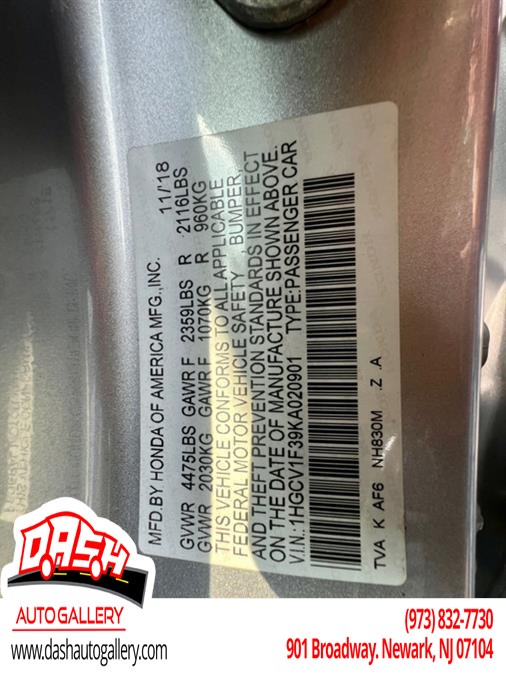 MFD.BY HONDA OF AMERICA MFG.,INC. 11/18
GVWR 4475LBS GAWR F 2359LBS R 2116LBS
GVWR 2030KG GAWR F 1070KG R 960KG
THIS VEHICLE CONFORMS TO ALL APPLICABLE
FEDERAL MOTOR VEHICLE SAFETY , BUMPER,
AND THEFT PREVENTION STANDARDS IN EFFECT
ON THE DATE OF MANUFACTURE SHOWN ABOVE.
V.I.N.:1HGCV1F39KA020901 TYPE:PASSENGER CAR
TVA K AF6 NH830M .Z .A
DASH
AUTO GALLERY
www.dashautogallery.com
(973) 832-7730
901 Broadway. Newark, NJ 07104